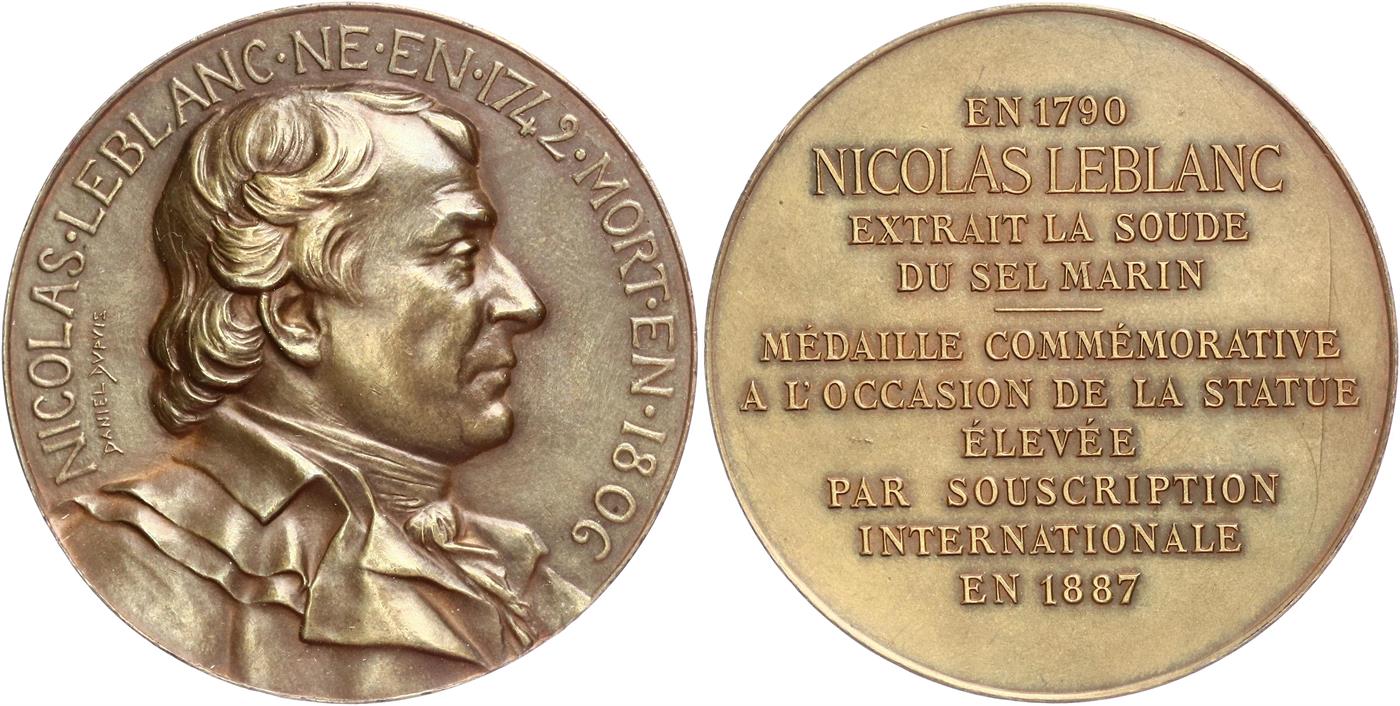 NICOLAS·LEBLANC·NE·EN·1742·MORT·EN·1806
DANIEL DVPVIS
EN 1790
NICOLAS LEBLANC
EXTRAIT LA SOUDE
DU SEL MARIN
MÉDAILLE COMMÉMORATIVE
A L'OCCASION DE LA STATUE
ÉLEVÉE
PAR SOUSCRIPTION
INTERNATIONALE
EN 1887